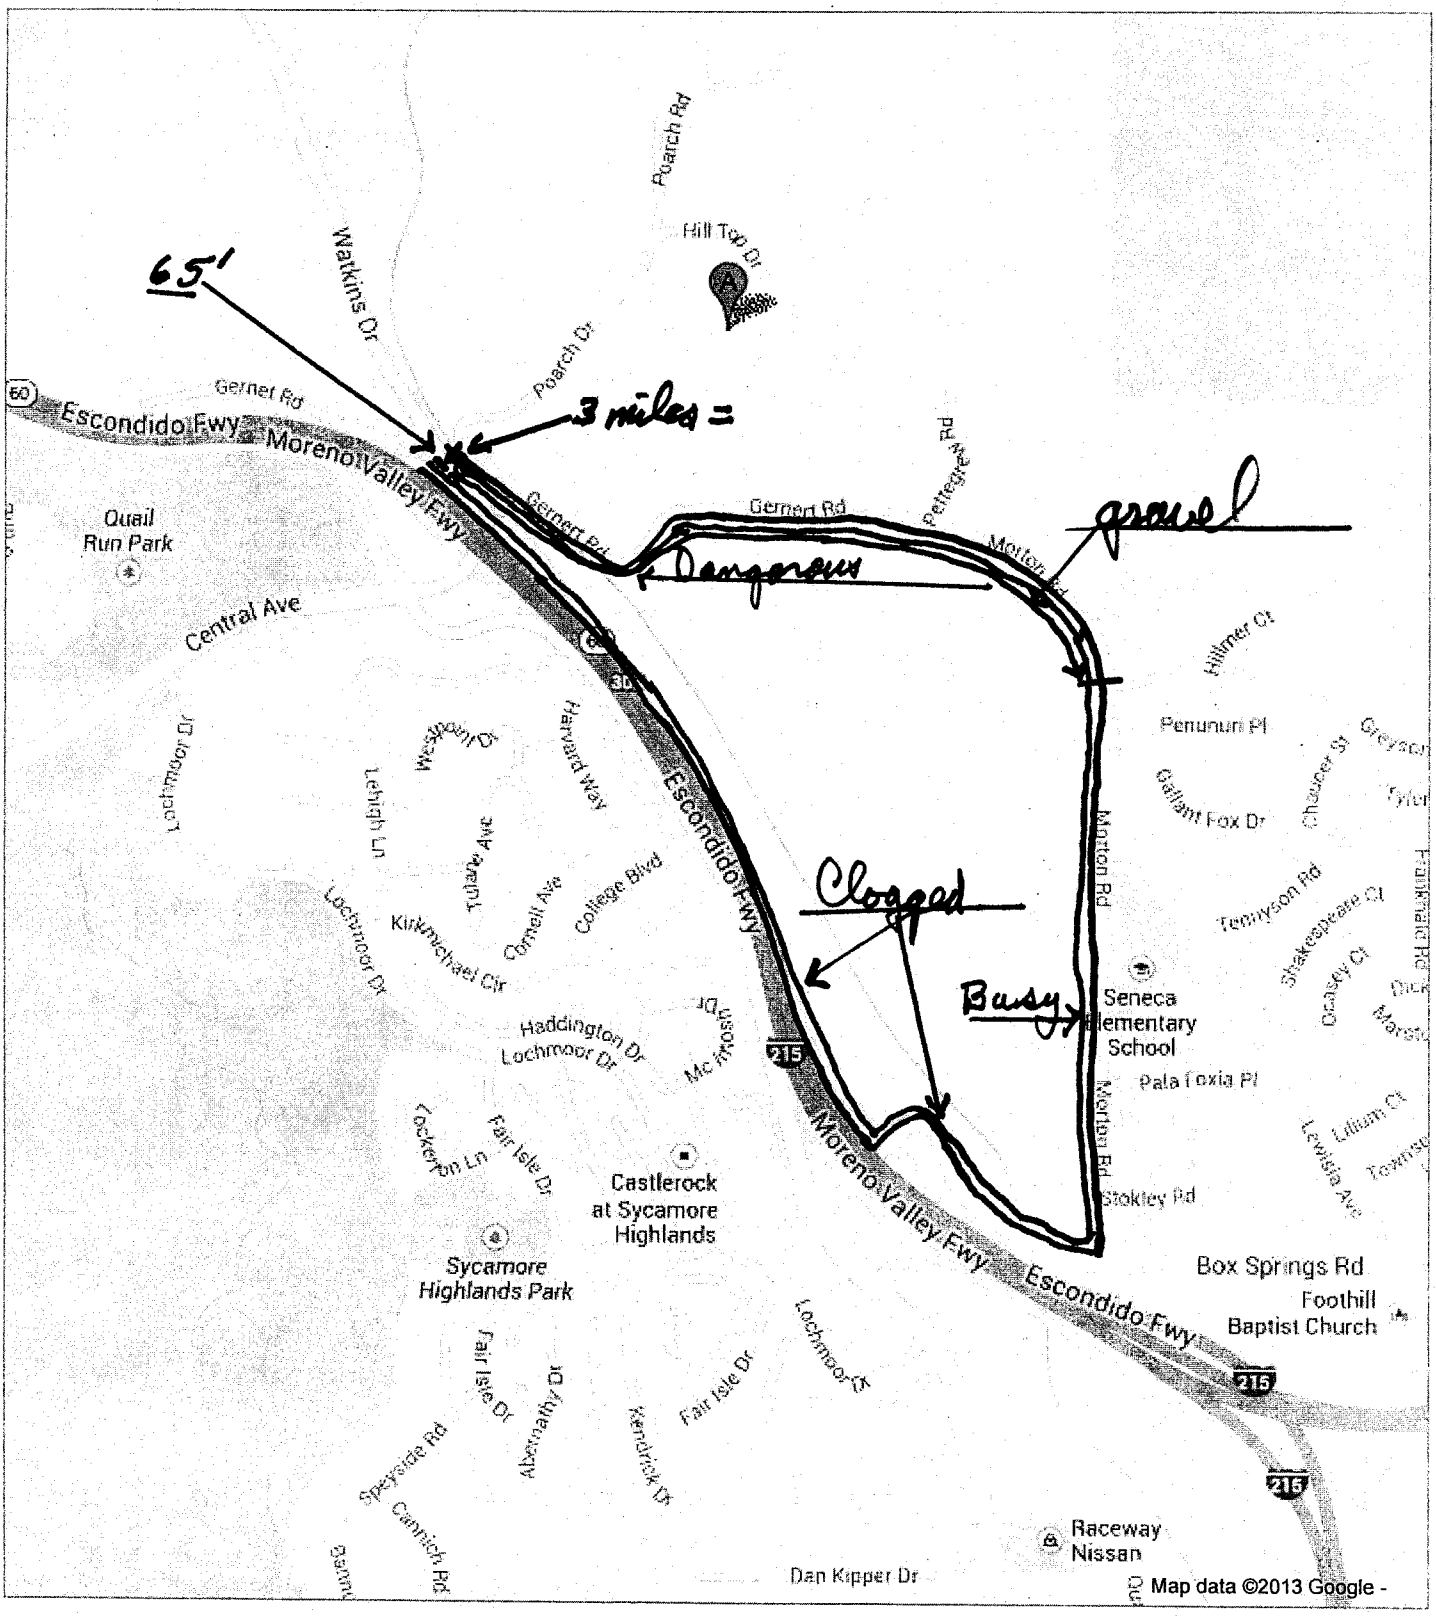 Poarch Rd
Hill Top Dr
A
65'
Watkins Dr
Poarch Dr
60
Gernet Rd
3 miles =
Escondido Fwy
Moreno Valley Fwy
Pettegrew Rd
gravel
Gernert Rd
Gernert Rd
Quail
Run Park
Morton Rd
Dangorous
Central Ave
Hillmer Ct
Penunuri Pl
Greyson
Lochmoor Dr
Westpoint Dr
Harvard Way
Lehigh Ln
Chaucer St
Gallant Fox Dr
Tyler
Escondido Fwy
Morton Rd
Tulane Ave
College Blvd
Clogged
Cornell Ave
Tennyson Rd
Lochmoor Dr
Kirkmichael Cir
Shakespeare Ct
Frankhale Rd
Dcasey Ct
Dick
Busy
Seneca
Elementary
School
Haddington Dr
Lochmoor Dr
215
Pala Foxia Pl
Morton Rd
Lilium Ct
Lewisia Ave
Fair Isle Dr
Moreno Valley Fwy
Castlerock
at Sycamore
Highlands
Stokley Rd
Sycamore
Highlands Park
Escondido Fwy
Box Springs Rd
Foothill
Baptist Church
Lochmoor
Fair Isle Dr
Abernathy Dr
Fair Isle Dr
215
Kendrick Dr
Speyside Rd
Cannich Rd
215
Raceway
Nissan
Dan Kipper Dr
Map data ©2013 Google -